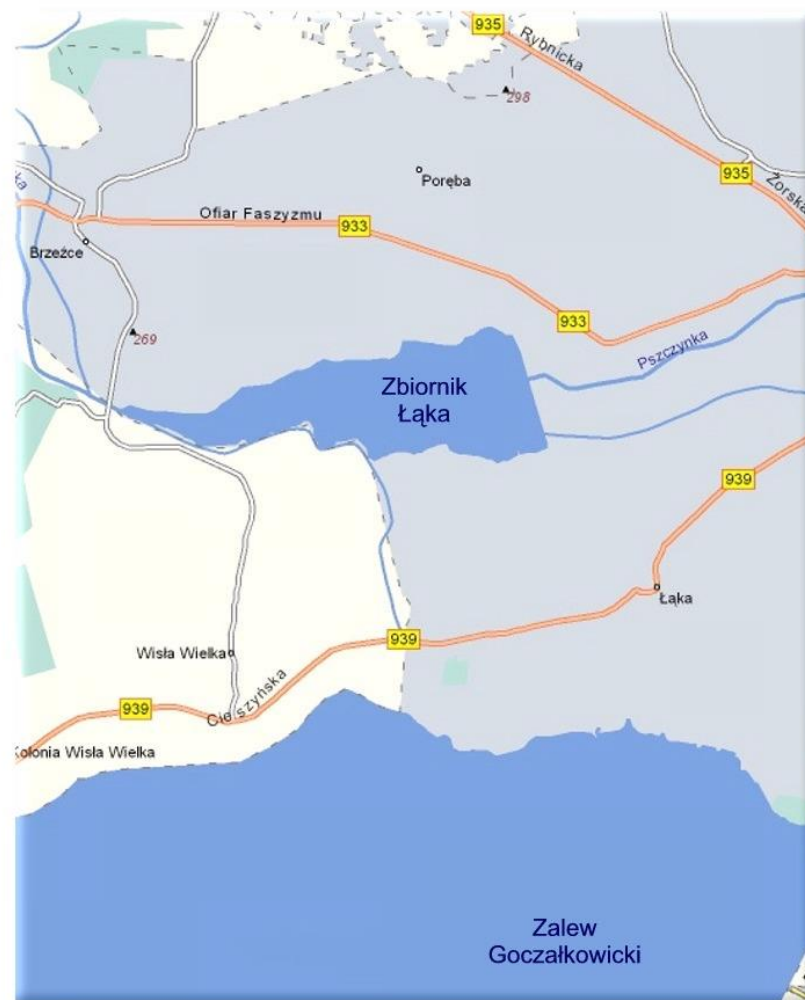 935
Rybnicka
298
935
Żorska
Poręba
Ofiar Faszyzmu
933
Brzeźce
933
269
Pszczynka
Zbiornik
Łąka
939
Łąka
939
Wisła Wielka
Cieszyńska
939
Kolonia Wisła Wielka
Zalew
Goczałkowicki